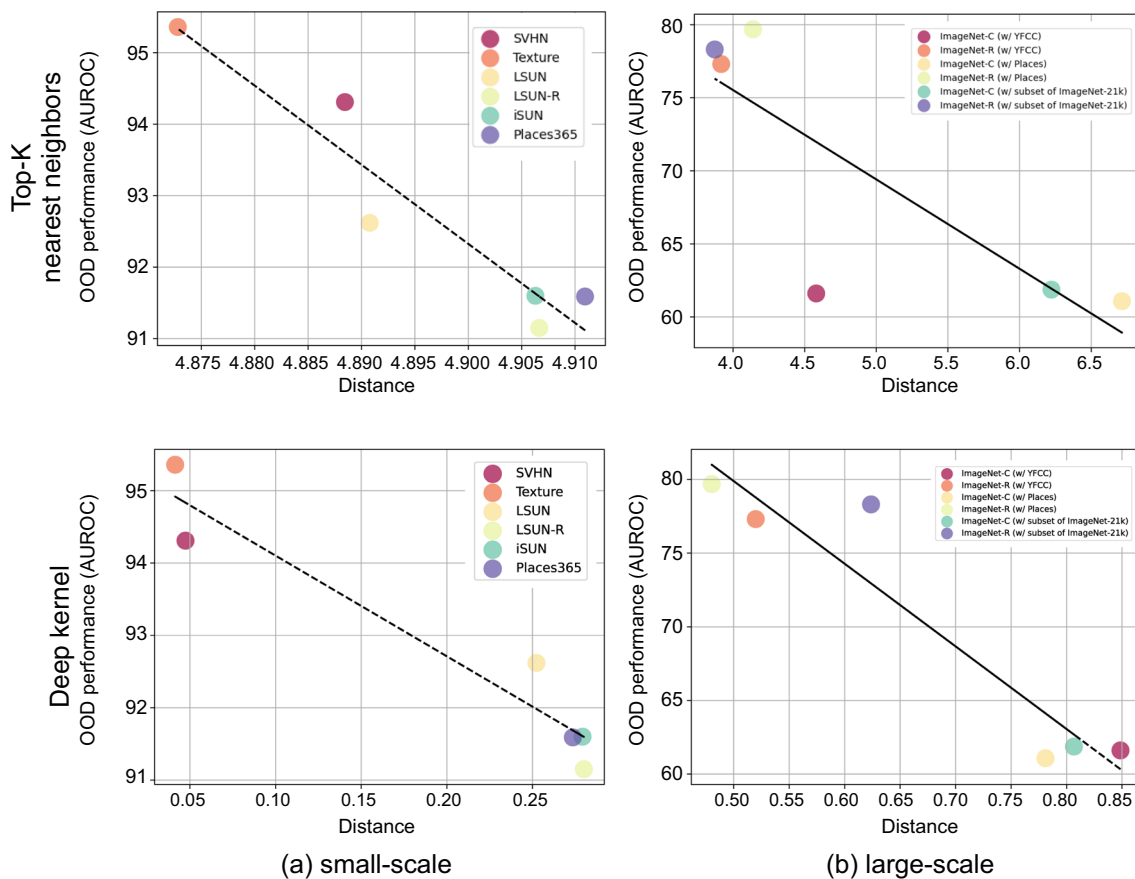 Top-K
nearest neighbors
OOD performance (AUROC)
95
94
93
92
91
4.875 4.880 4.885 4.890 4.895 4.900 4.905 4.910
Distance
SVHN
Texture
LSUN
LSUN-R
iSUN
Places365
OOD performance (AUROC)
80
75
70
65
60
4.0 4.5 5.0 5.5 6.0 6.5
Distance
ImageNet-C (w/ YFCC)
ImageNet-R (w/ YFCC)
ImageNet-C (w/ Places)
ImageNet-R (w/ Places)
ImageNet-C (w/ subset of ImageNet-21k)
ImageNet-R (w/ subset of ImageNet-21k)
Deep kernel
OOD performance (AUROC)
95
94
93
92
91
0.05 0.10 0.15 0.20 0.25
Distance
SVHN
Texture
LSUN
LSUN-R
iSUN
Places365
OOD performance (AUROC)
80
75
70
65
60
0.50 0.55 0.60 0.65 0.70 0.75 0.80 0.85
Distance
ImageNet-C (w/ YFCC)
ImageNet-R (w/ YFCC)
ImageNet-C (w/ Places)
ImageNet-R (w/ Places)
ImageNet-C (w/ subset of ImageNet-21k)
ImageNet-R (w/ subset of ImageNet-21k)
(a) small-scale
(b) large-scale